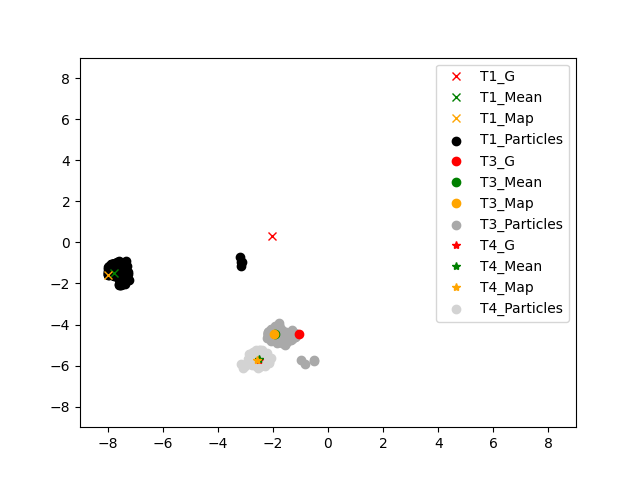 8
6
4
2
0
−2
−4
−6
−8
−8 −6 −4 −2 0 2 4 6 8
T1_G
T1_Mean
T1_Map
T1_Particles
T3_G
T3_Mean
T3_Map
T3_Particles
T4_G
T4_Mean
T4_Map
T4_Particles